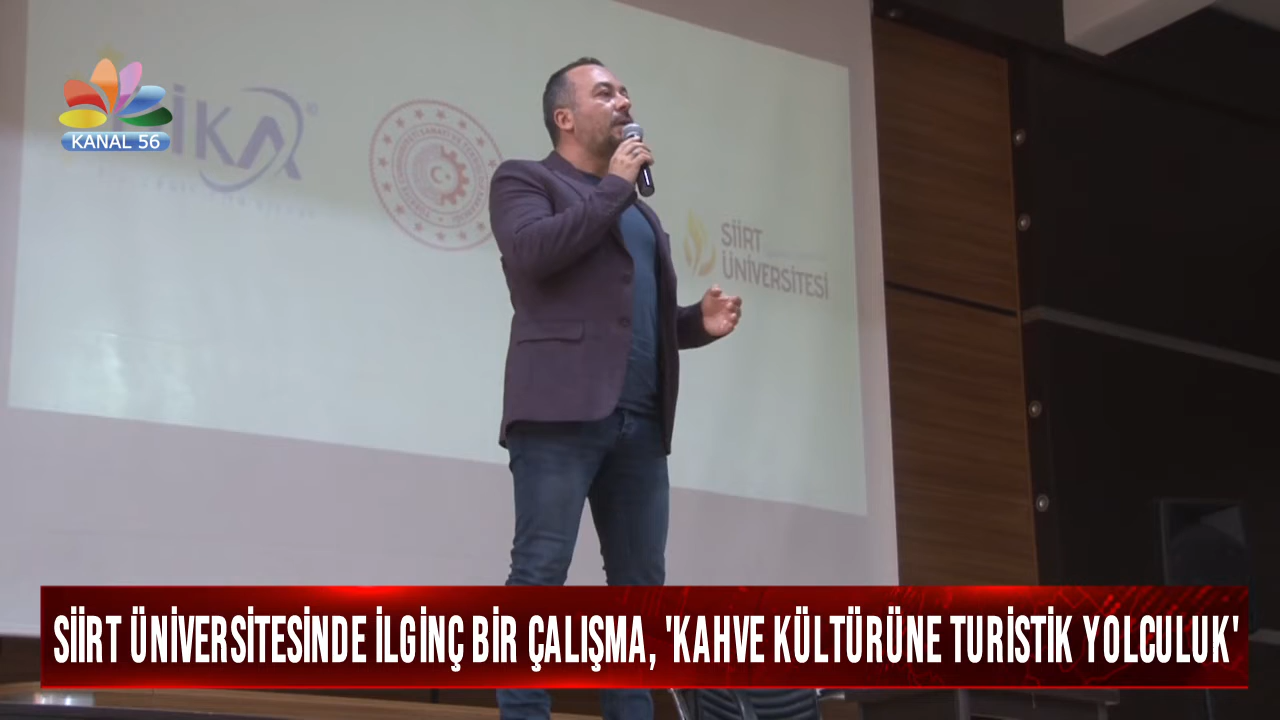 KANAL 56
SİİRT
ÜNİVERSİTESİ
SİİRT ÜNİVERSİTESİNDE İLGİNÇ BİR ÇALIŞMA, 'KAHVE KÜLTÜRÜNE TURİSTİK YOLCULUK'